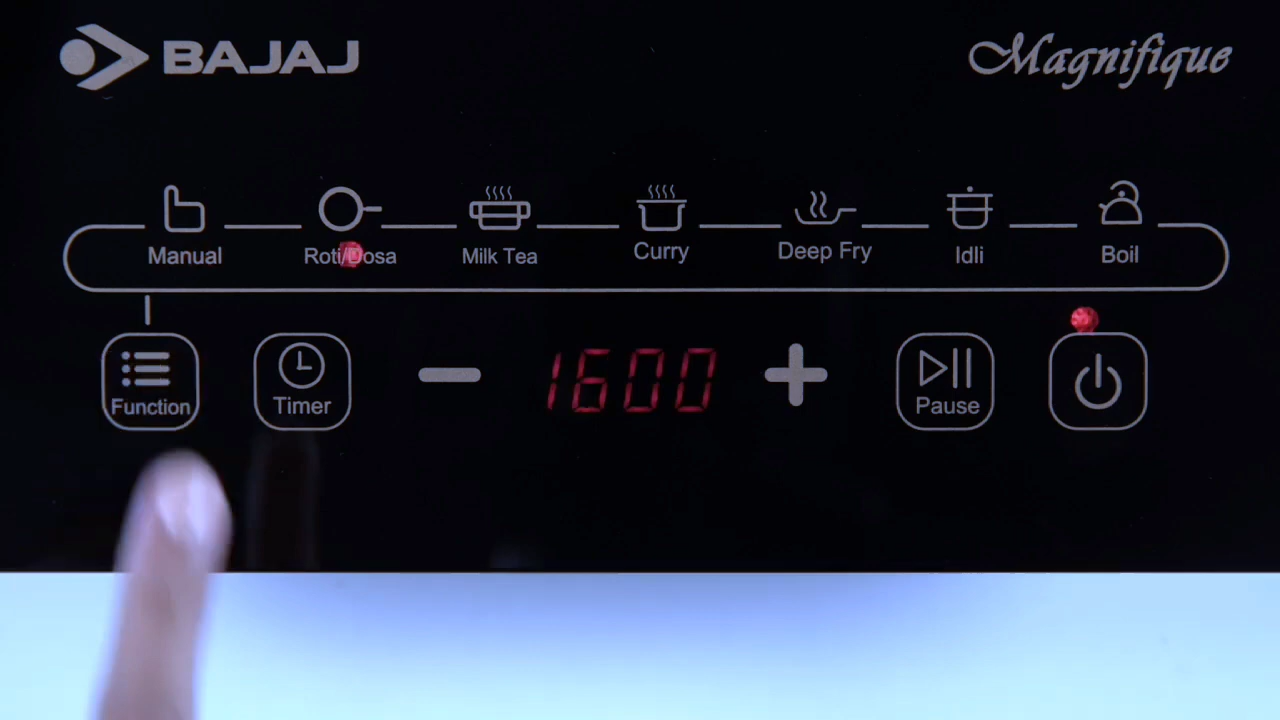 BAJAJ Magnifique
Manual Roti/Dosa Milk Tea Curry Deep Fry Idli Boil
Function Timer 1600 Pause